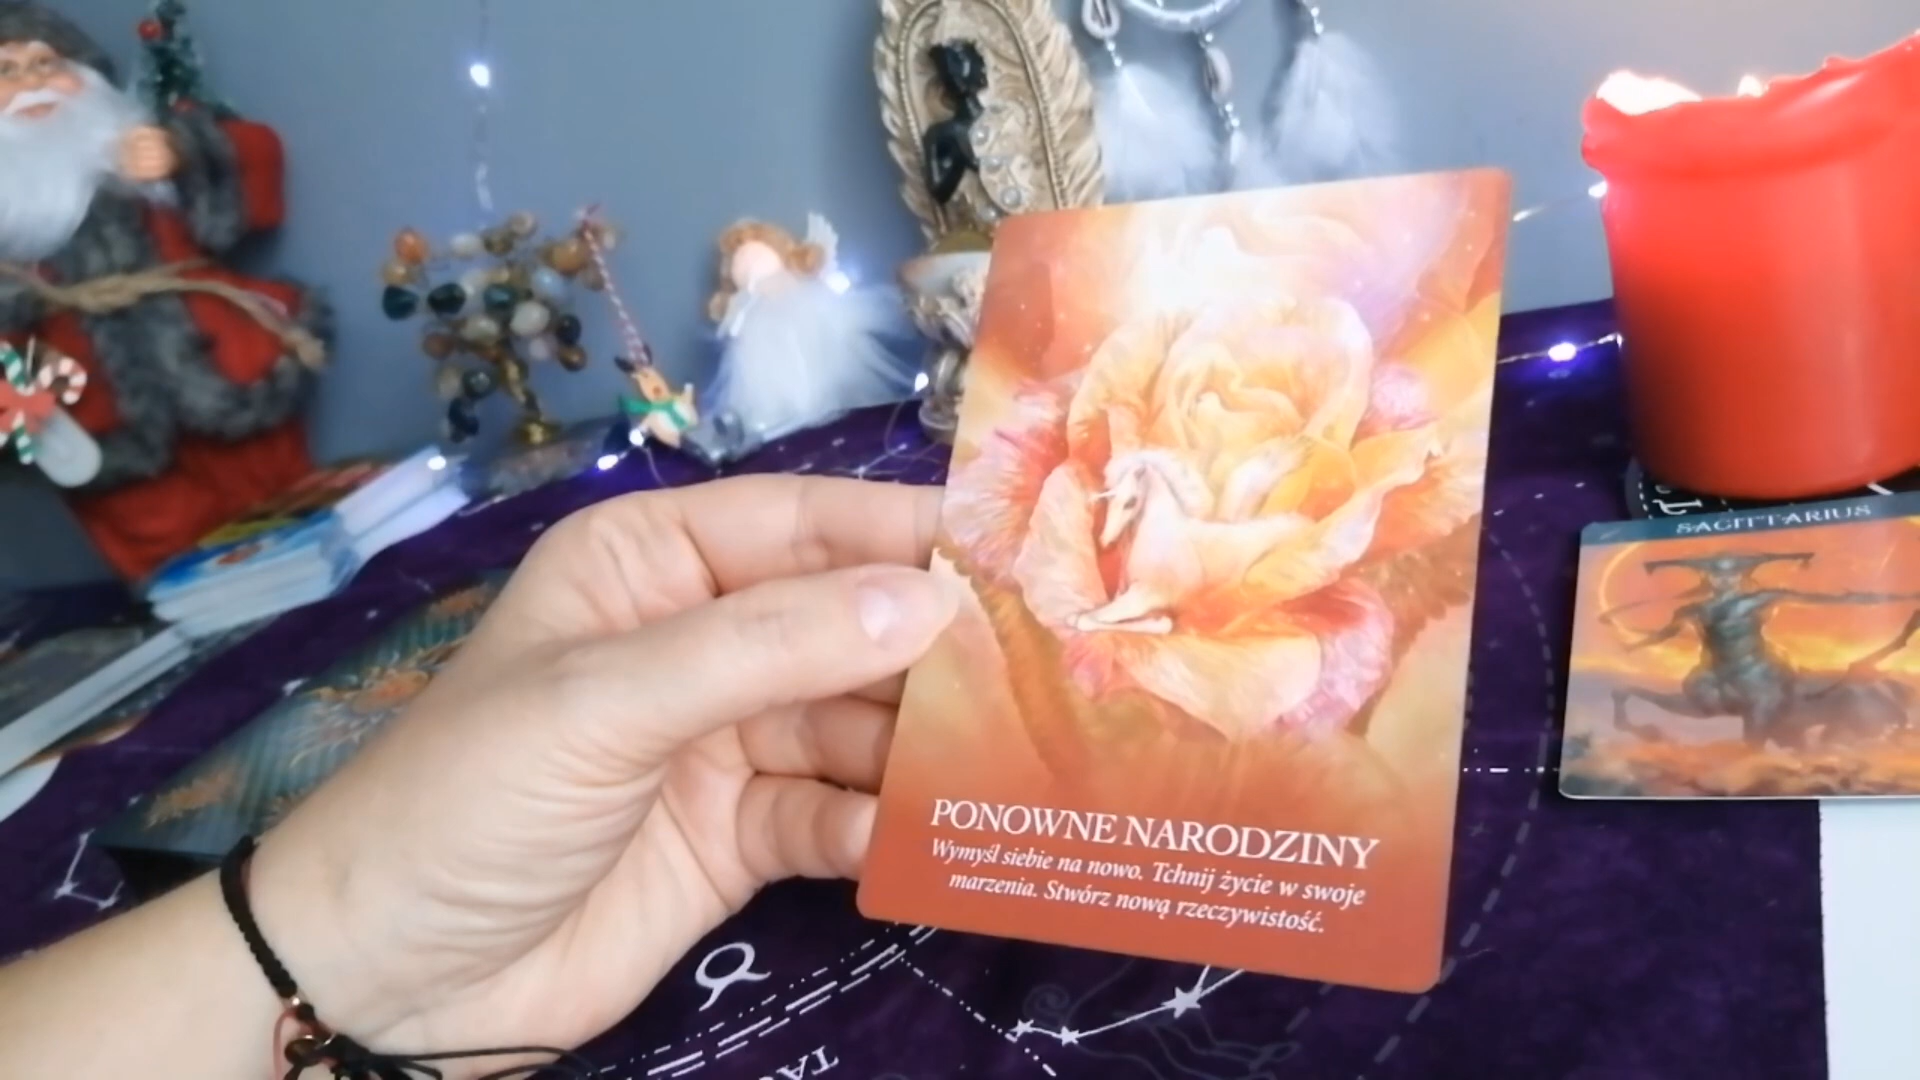 SAGITTARIUS
PONOWNE NARODZINY
Wymyśl siebie na nowo. Tchnij życie w swoje
marzenia. Stwórz nową rzeczywistość.